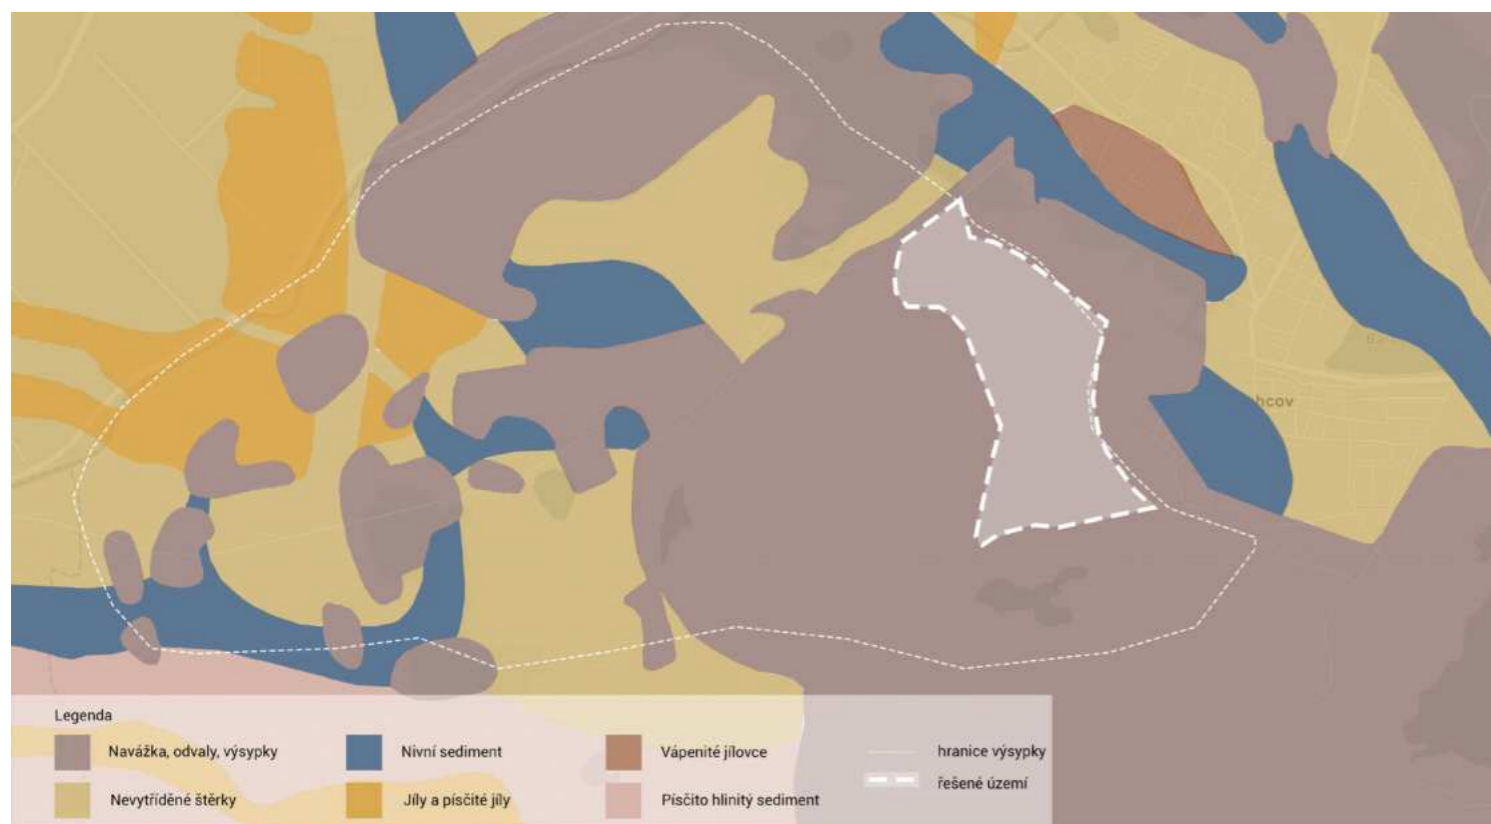 hcov
Legenda
Navážka, odvaly, výsypky
Nivní sediment
Vápenité jílovce
hranice výsypky
Nevytříděné štěrky
Jíly a písčité jíly
Písčito hlinitý sediment
řešené území